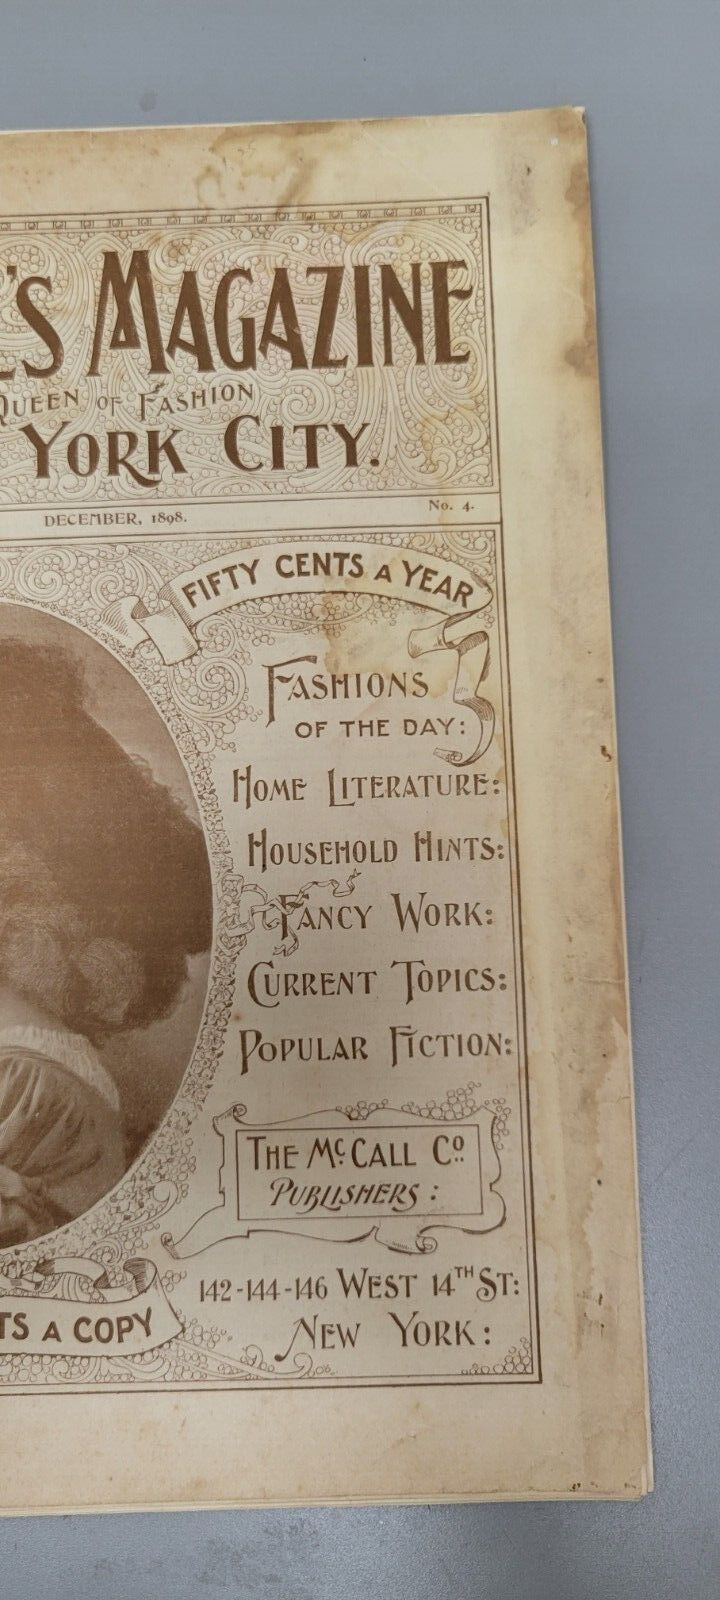 'S MAGAZINE
QUEEN OF FASHION
YORK CITY.
DECEMBER, 1898.
No. 4.
FIFTY CENTS A YEAR
FASHIONS
OF THE DAY:
HOME LITERATURE:
HOUSEHOLD HINTS:
FANCY WORK:
CURRENT TOPICS:
POPULAR FICTION:
THE McCALL Co.
PUBLISHERS:
142-144-146 WEST 14TH ST:
NEW YORK:
TS A COPY